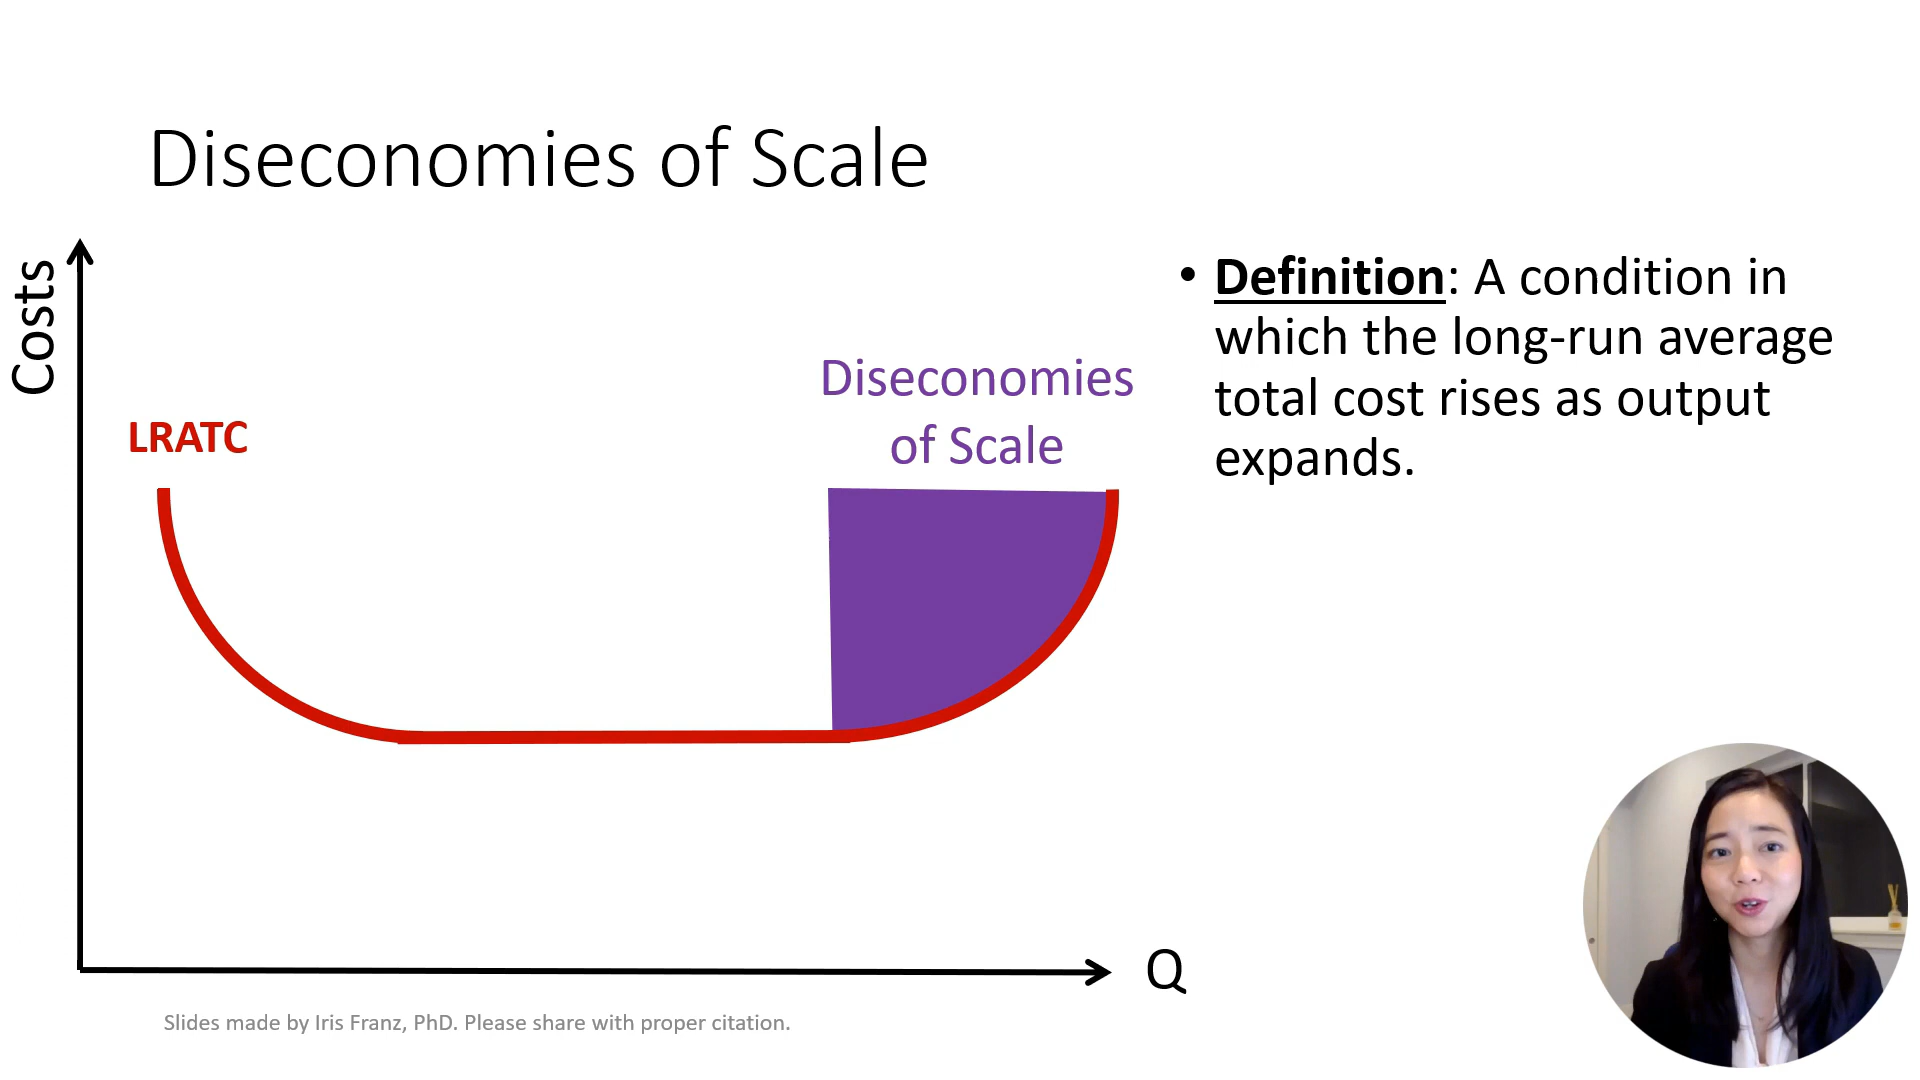 Diseconomies of Scale
Costs
LRATC
Diseconomies
of Scale
Q
• Definition: A condition in
which the long-run average
total cost rises as output
expands.
Slides made by Iris Franz, PhD. Please share with proper citation.